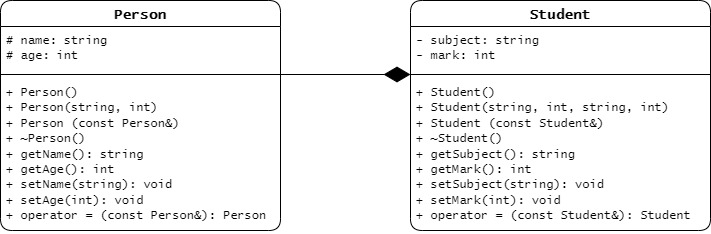 Person
# name: string
# age: int
+ Person()
+ Person(string, int)
+ Person (const Person&)
+ ~Person()
+ getName(): string
+ getAge(): int
+ setName(string): void
+ setAge(int): void
+ operator = (const Person&): Person
Student
- subject: string
- mark: int
+ Student()
+ Student(string, int, string, int)
+ Student (const Student&)
+ ~Student()
+ getSubject(): string
+ getMark(): int
+ setSubject(string): void
+ setMark(int): void
+ operator = (const Student&): Student